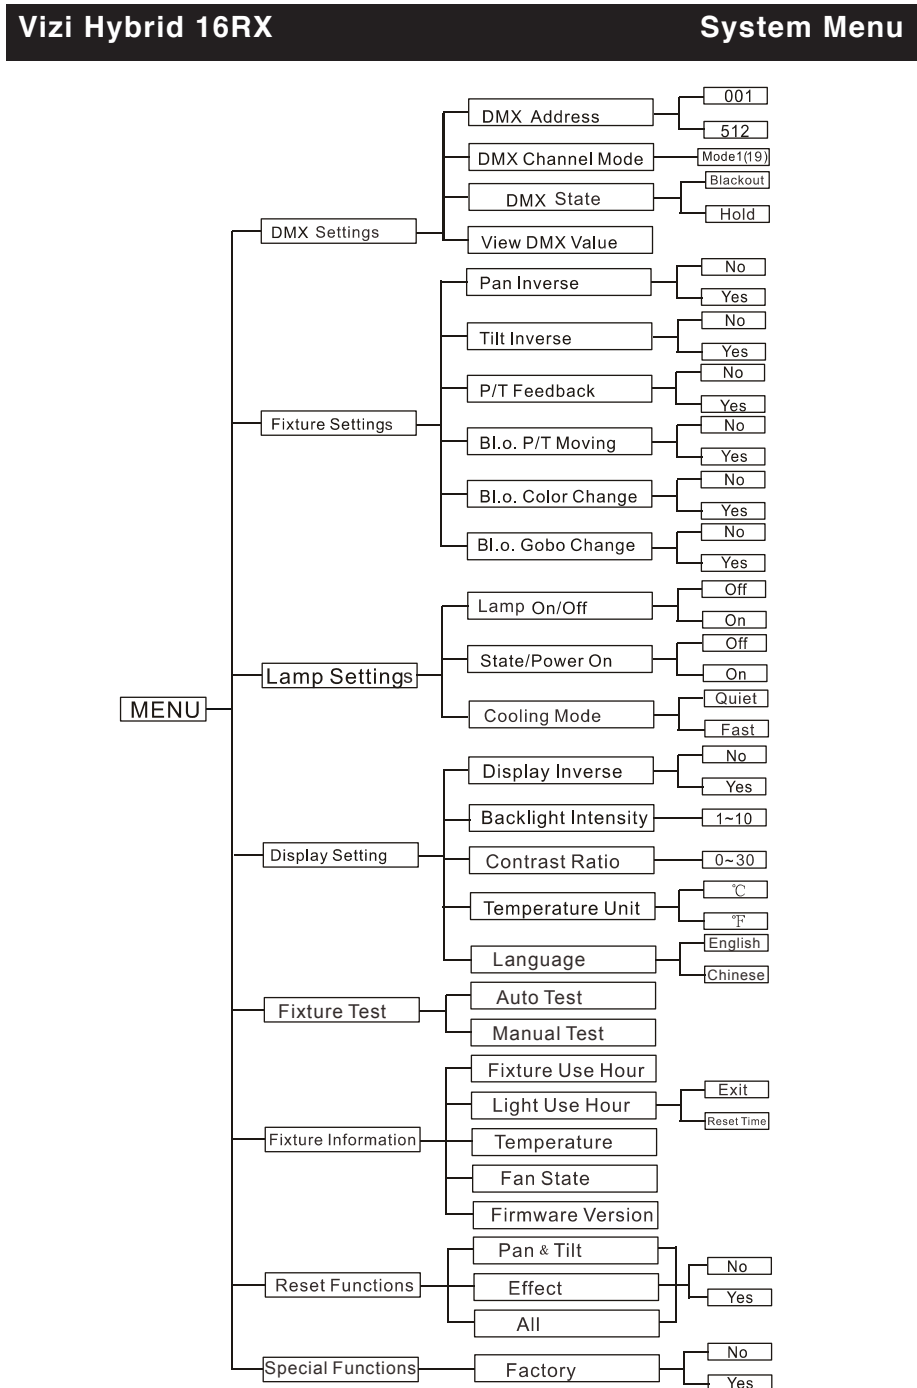 Vizi Hybrid 16RX System Menu
MENU
DMX Settings
DMX Address
001
512
DMX Channel Mode
Mode1(19)
DMX State
Blackout
Hold
View DMX Value
Fixture Settings
Pan Inverse
No
Yes
Tilt Inverse
No
Yes
P/T Feedback
No
Yes
Bl.o. P/T Moving
No
Yes
Bl.o. Color Change
No
Yes
Bl.o. Gobo Change
No
Yes
Lamp Settings
Lamp On/Off
Off
On
State/Power On
Off
On
Cooling Mode
Quiet
Fast
Display Setting
Display Inverse
No
Yes
Backlight Intensity
1~10
Contrast Ratio
0~30
Temperature Unit
℃
℉
Language
English
Chinese
Fixture Test
Auto Test
Manual Test
Fixture Information
Fixture Use Hour
Light Use Hour
Exit
Reset Time
Temperature
Fan State
Firmware Version
Reset Functions
Pan & Tilt
Effect
All
No
Yes
Special Functions
Factory
No
Yes